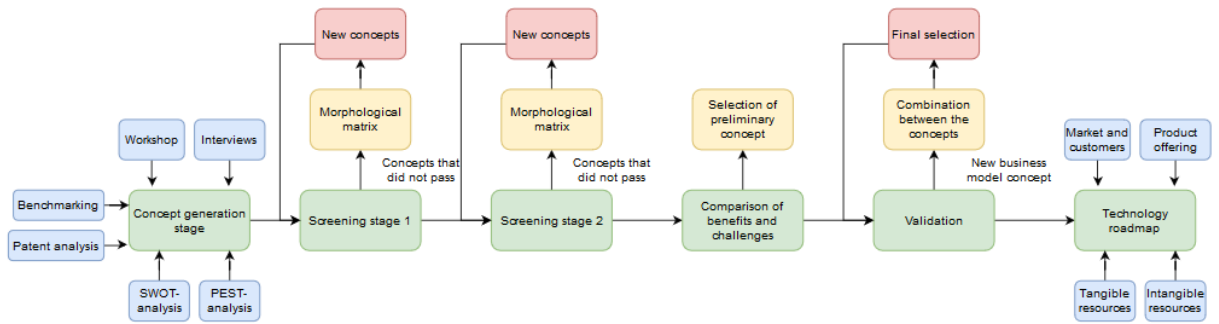 New concepts
New concepts
Final selection
Morphological
matrix
Morphological
matrix
Selection of
preliminary
concept
Combination
between the
concepts
Workshop
Interviews
Market and
customers
Product
offering
Concepts that
did not pass
Concepts that
did not pass
New business
model concept
Benchmarking
Patent analysis
Concept generation
stage
Screening stage 1
Screening stage 2
Comparison of
benefits and
challenges
Validation
Technology
roadmap
SWOT-
analysis
PEST-
analysis
Tangible
resources
Intangible
resources